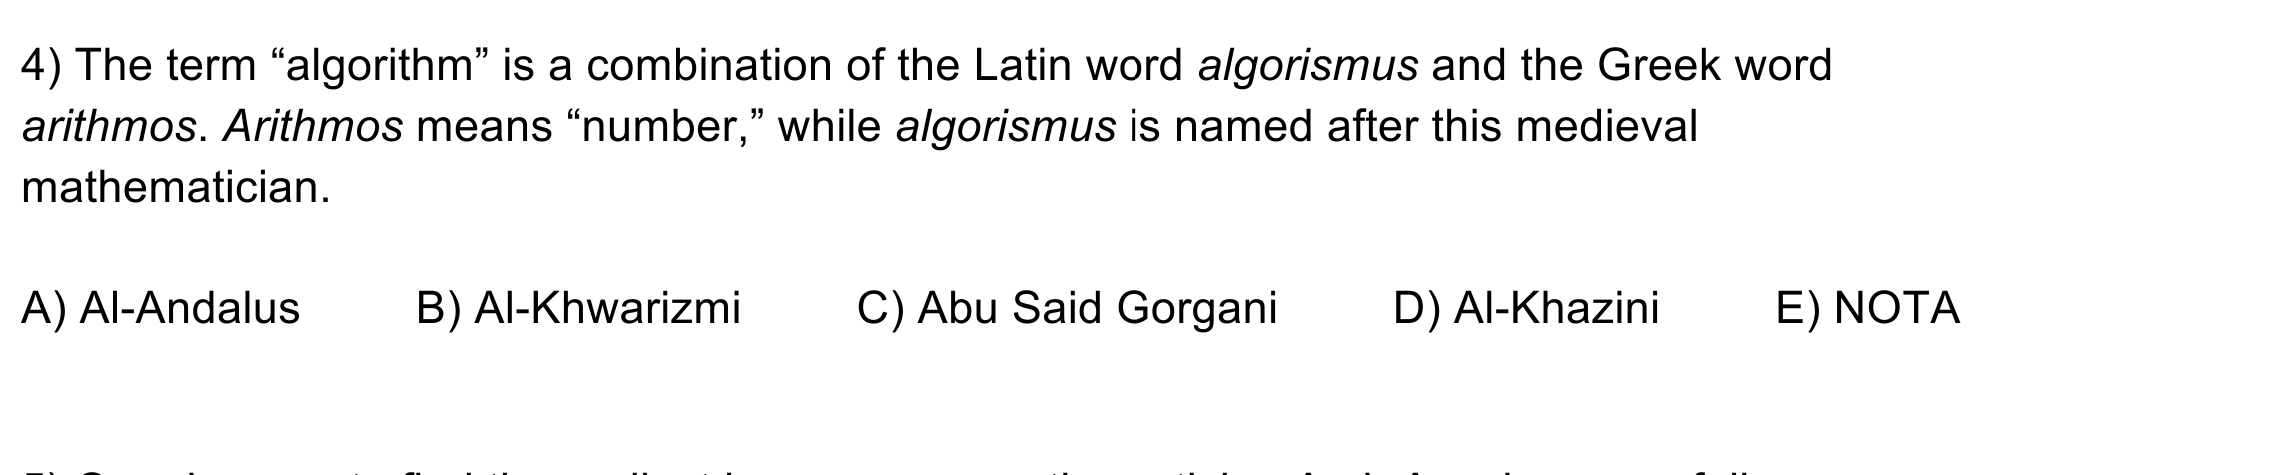 4) The term “algorithm” is a combination of the Latin word algorismus and the Greek word
arithmos. Arithmos means “number,” while algorismus is named after this medieval
mathematician.
A) Al-Andalus B) Al-Khwarizmi C) Abu Said Gorgani D) Al-Khazini E) NOTA